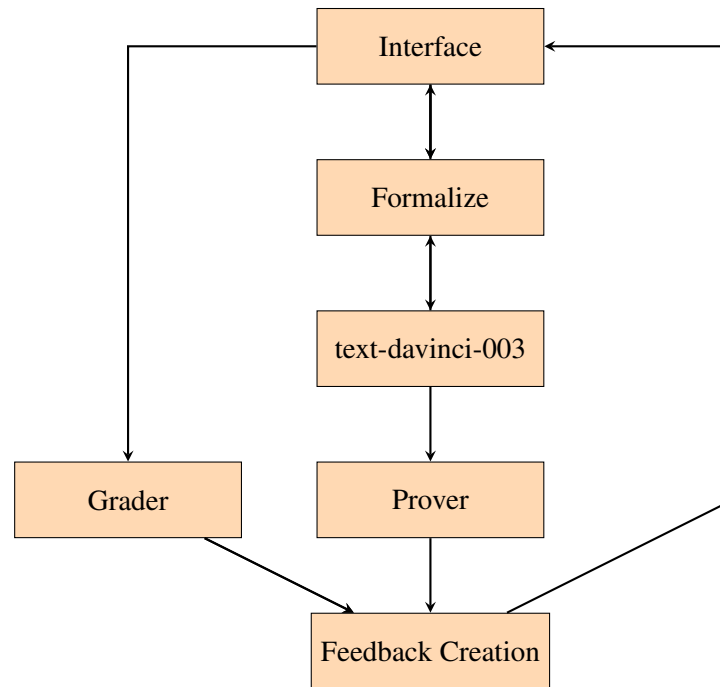 Interface
Formalize
text-davinci-003
Grader
Prover
Feedback Creation